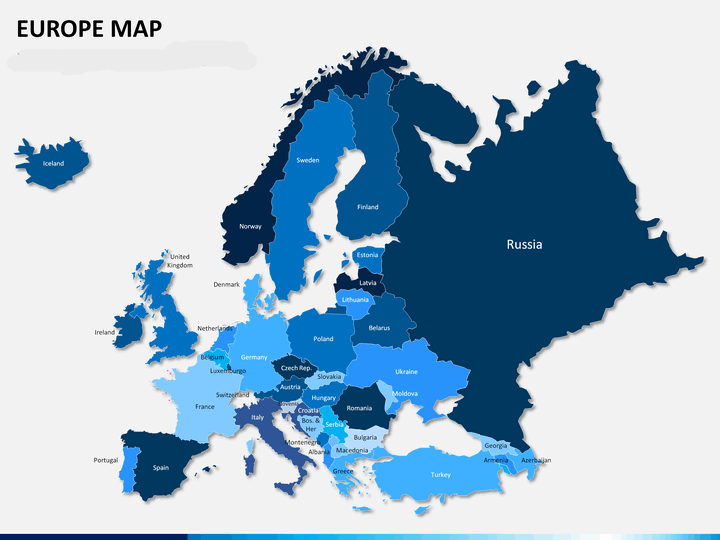 EUROPE MAP
Iceland
Sweden
Norway
Finland
Russia
Estonia
Latvia
Lithuania
United
Kingdom
Denmark
Ireland
Netherlands
Belarus
Poland
Germany
Belgium
Luxemburgo
Czech Rep.
Ukraine
Slovakia
Austria
Switzerland
Hungary
Moldova
France
Italy
Croatia
Romania
Bos. &
Her
Serbia
Bulgaria
Montenegro
Macedonia
Albania
Georgia
Armenia
Azerbaijan
Portugal
Spain
Greece
Turkey